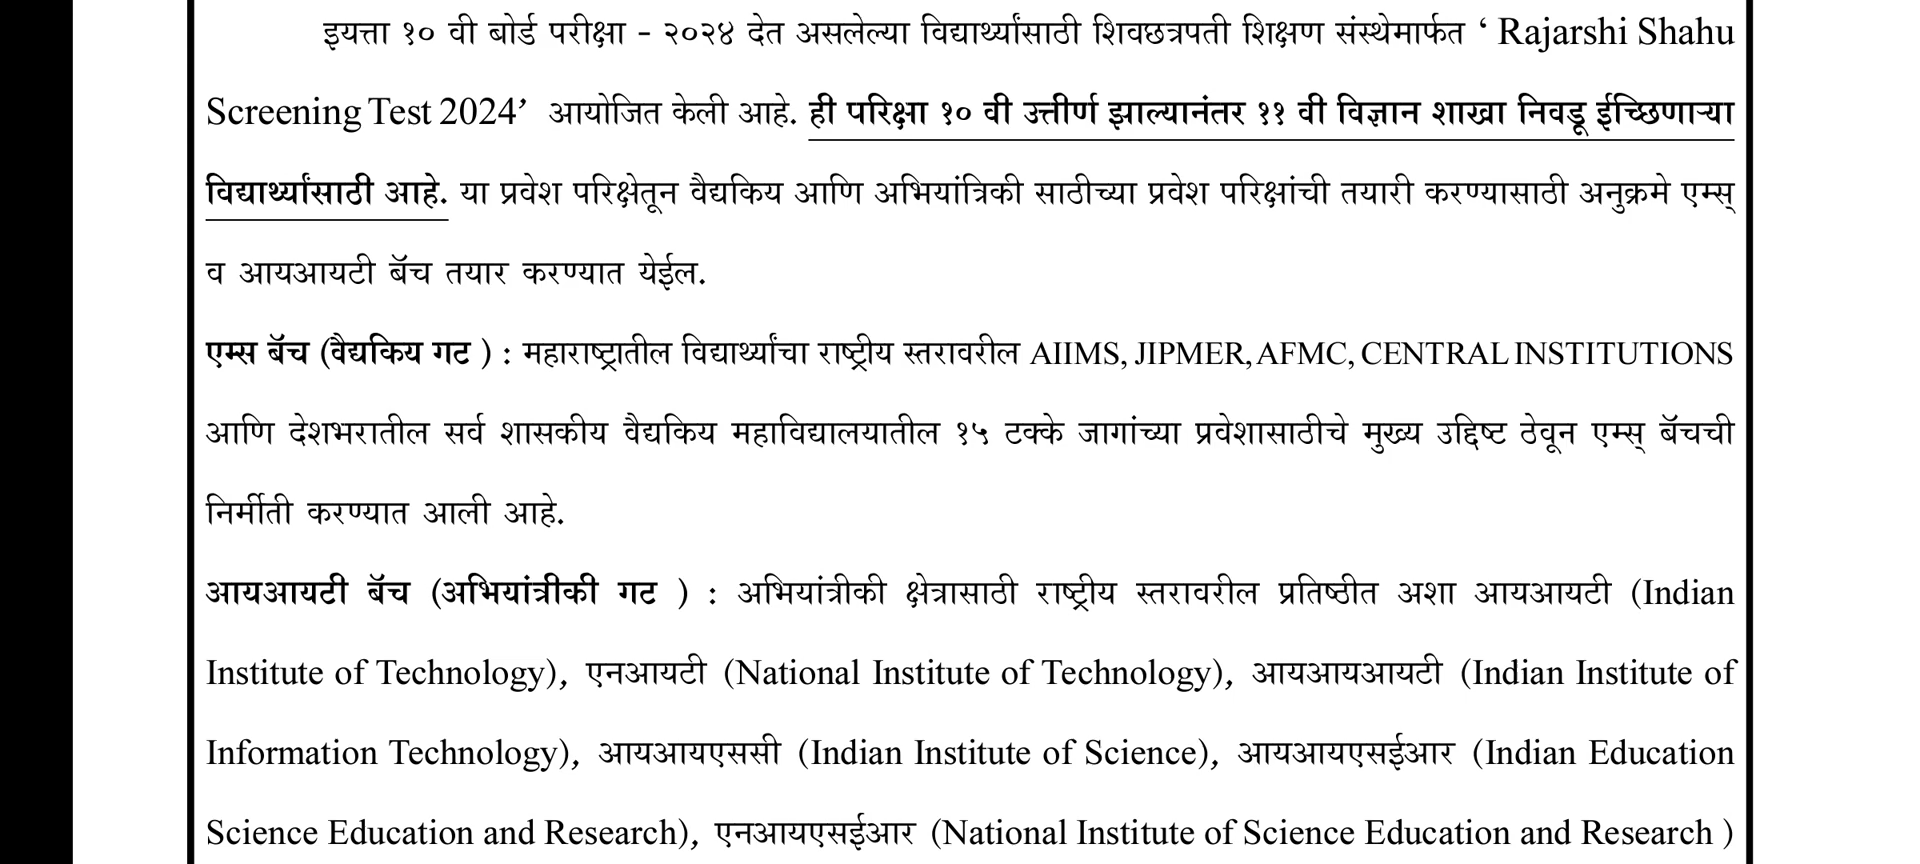 इयत्ता १० वी बोर्ड परीक्षा - २०२४ देत असलेल्या विद्यार्थ्यांसाठी शिवछत्रपती शिक्षण संस्थेमार्फत ‘ Rajarshi Shahu
Screening Test 2024’ आयोजित केली आहे. ही परिक्षा १० वी उत्तीर्ण झाल्यानंतर ११ वी विज्ञान शाखा निवडू ईच्छिणाऱ्या
विद्यार्थ्यांसाठी आहे. या प्रवेश परिक्षेतून वैद्यकिय आणि अभियांत्रिकी साठीच्या प्रवेश परिक्षांची तयारी करण्यासाठी अनुक्रमे एम्स्
व आयआयटी बॅच तयार करण्यात येईल.
एम्स बॅच (वैद्यकिय गट ) : महाराष्ट्रातील विद्यार्थ्यांचा राष्ट्रीय स्तरावरील AIIMS, JIPMER, AFMC, CENTRAL INSTITUTIONS
आणि देशभरातील सर्व शासकीय वैद्यकिय महाविद्यालयातील १५ टक्के जागांच्या प्रवेशासाठीचे मुख्य उद्दिष्ट ठेवून एम्स् बॅचची
निर्मीती करण्यात आली आहे.
आयआयटी बॅच (अभियांत्रीकी गट ) : अभियांत्रीकी क्षेत्रासाठी राष्ट्रीय स्तरावरील प्रतिष्ठीत अशा आयआयटी (Indian
Institute of Technology), एनआयटी (National Institute of Technology), आयआयआयटी (Indian Institute of
Information Technology), आयआयएससी (Indian Institute of Science), आयआयएसईआर (Indian Education
Science Education and Research), एनआयएसईआर (National Institute of Science Education and Research )